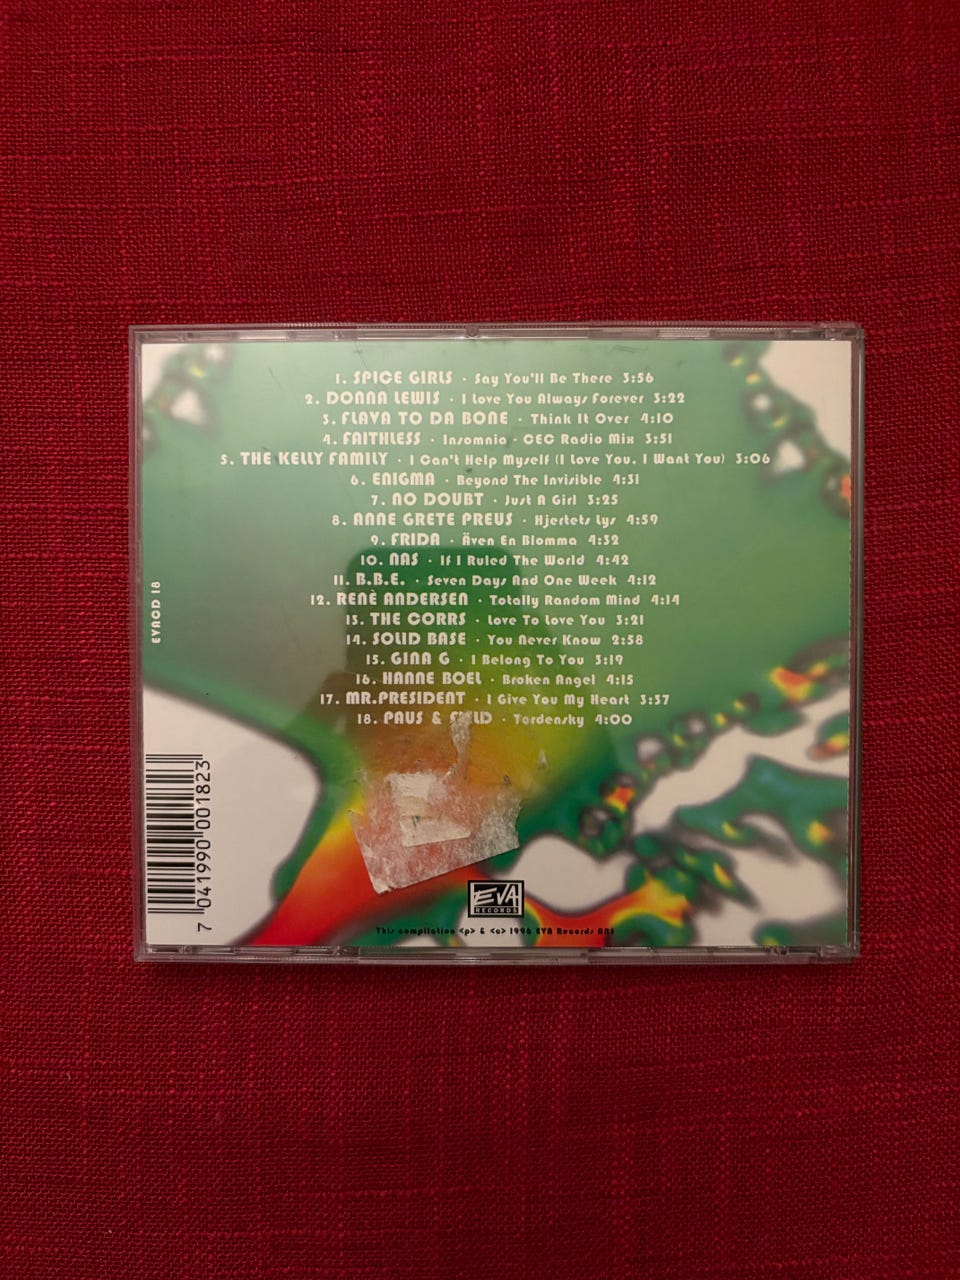 1. SPICE GIRLS · Say You'll Be There 3:56
2. DONNA LEWIS · I Love You Always Forever 3:22
3. FLAVA TO DA BONE · Think It Over 4:10
4. FAITHLESS · Insomnia · CEC Radio Mix 3:51
5. THE KELLY FAMILY · I Can't Help Myself (I Love You, I Want You) 3:06
6. ENIGMA · Beyond The Invisible 4:31
7. NO DOUBT · Just A Girl 3:25
8. ANNE GRETE PREUS · Hjertets Lys 4:59
9. FRIDA · Även En Blomma 4:32
10. NAS · If I Ruled The World 4:42
11. B.B.E. · Seven Days And One Week 4:12
12. RENÈ ANDERSEN · Totally Random Mind 4:14
13. THE CORRS · Love To Love You 3:21
14. SOLID BASE · You Never Know 2:58
15. GINA G · I Belong To You 3:19
16. HANNE BOEL · Broken Angel 4:15
17. MR.PRESIDENT · I Give You My Heart 3:57
18. PAUS & · Tordensky 4:00
EVACD 18
7 041990 001823
EVA
RECORDS
This compilation <p> & <c> 1996 EVA Records ANS